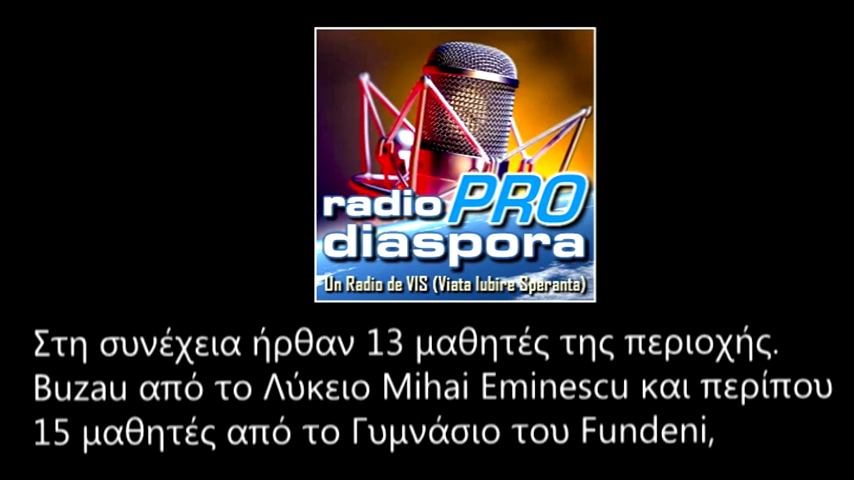 radio PRO
diaspora
Un Radio de VIS (Viata Iubire Speranta)
Στη συνέχεια ήρθαν 13 μαθητές της περιοχής.
Buzau από το Λύκειο Mihai Eminescu και περίπου
15 μαθητές από το Γυμνάσιο του Fundeni,